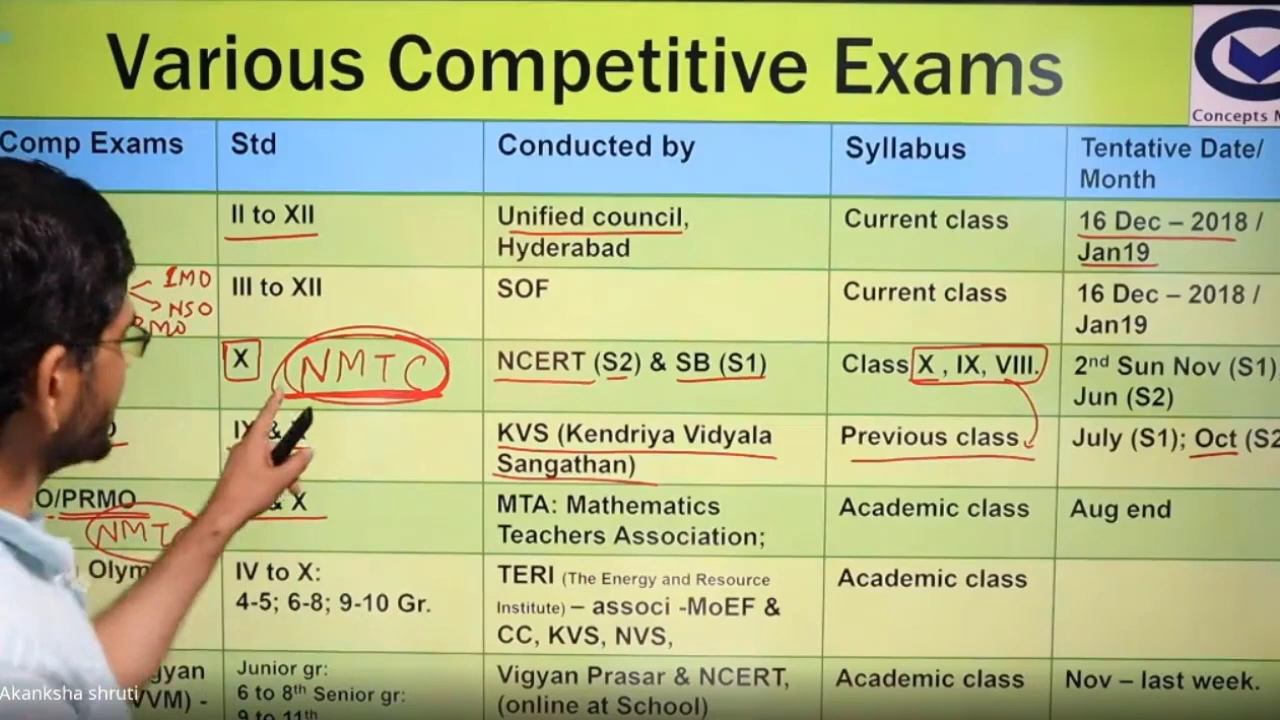 Various Competitive Exams
Concepts M
Comp Exams
Std
Conducted by
Syllabus
Tentative Date/
Month
II to XII
Unified council,
Hyderabad
Current class
16 Dec – 2018 /
Jan19
IMO
NSO
III to XII
SOF
Current class
16 Dec – 2018 /
Jan19
X
NMTC
NCERT (S2) & SB (S1)
Class X , IX, VIII.
2nd Sun Nov (S1)
Jun (S2)
KVS (Kendriya Vidyala
Sangathan)
Previous class
July (S1); Oct (S2
O/PRMO
NMT
& X
MTA: Mathematics
Teachers Association;
Academic class
Aug end
Olym
IV to X:
4-5; 6-8; 9-10 Gr.
TERI (The Energy and Resource
Institute) – associ -MoEF &
CC, KVS, NVS,
Academic class
gyan
VVM) -
Junior gr:
6 to 8th Senior gr:
9 to 11th
Vigyan Prasar & NCERT,
(online at School)
Academic class
Nov – last week.
Akanksha shruti